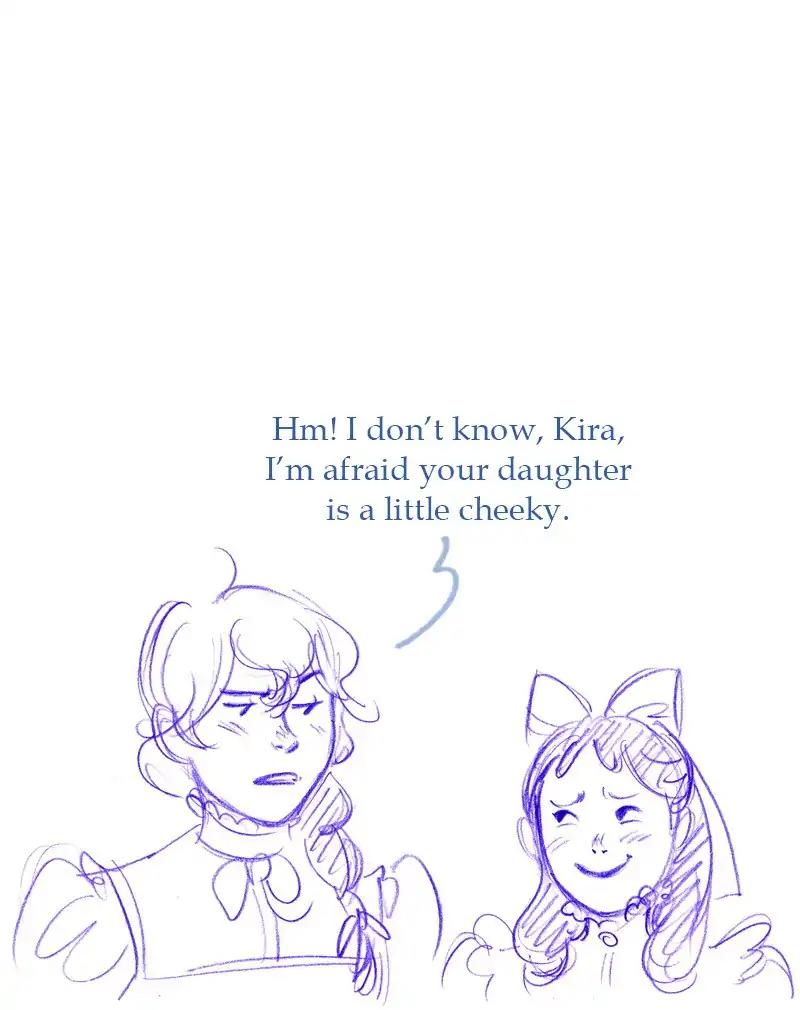 Hm! I don’t know, Kira,
I’m afraid your daughter
is a little cheeky.